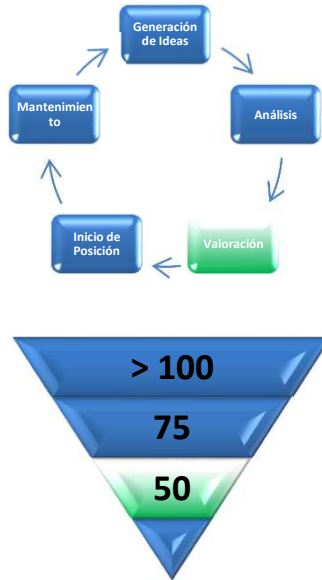 Generación
de Ideas
Análisis
Valoración
Inicio de
Posición
Mantenimien
to
> 100
75
50